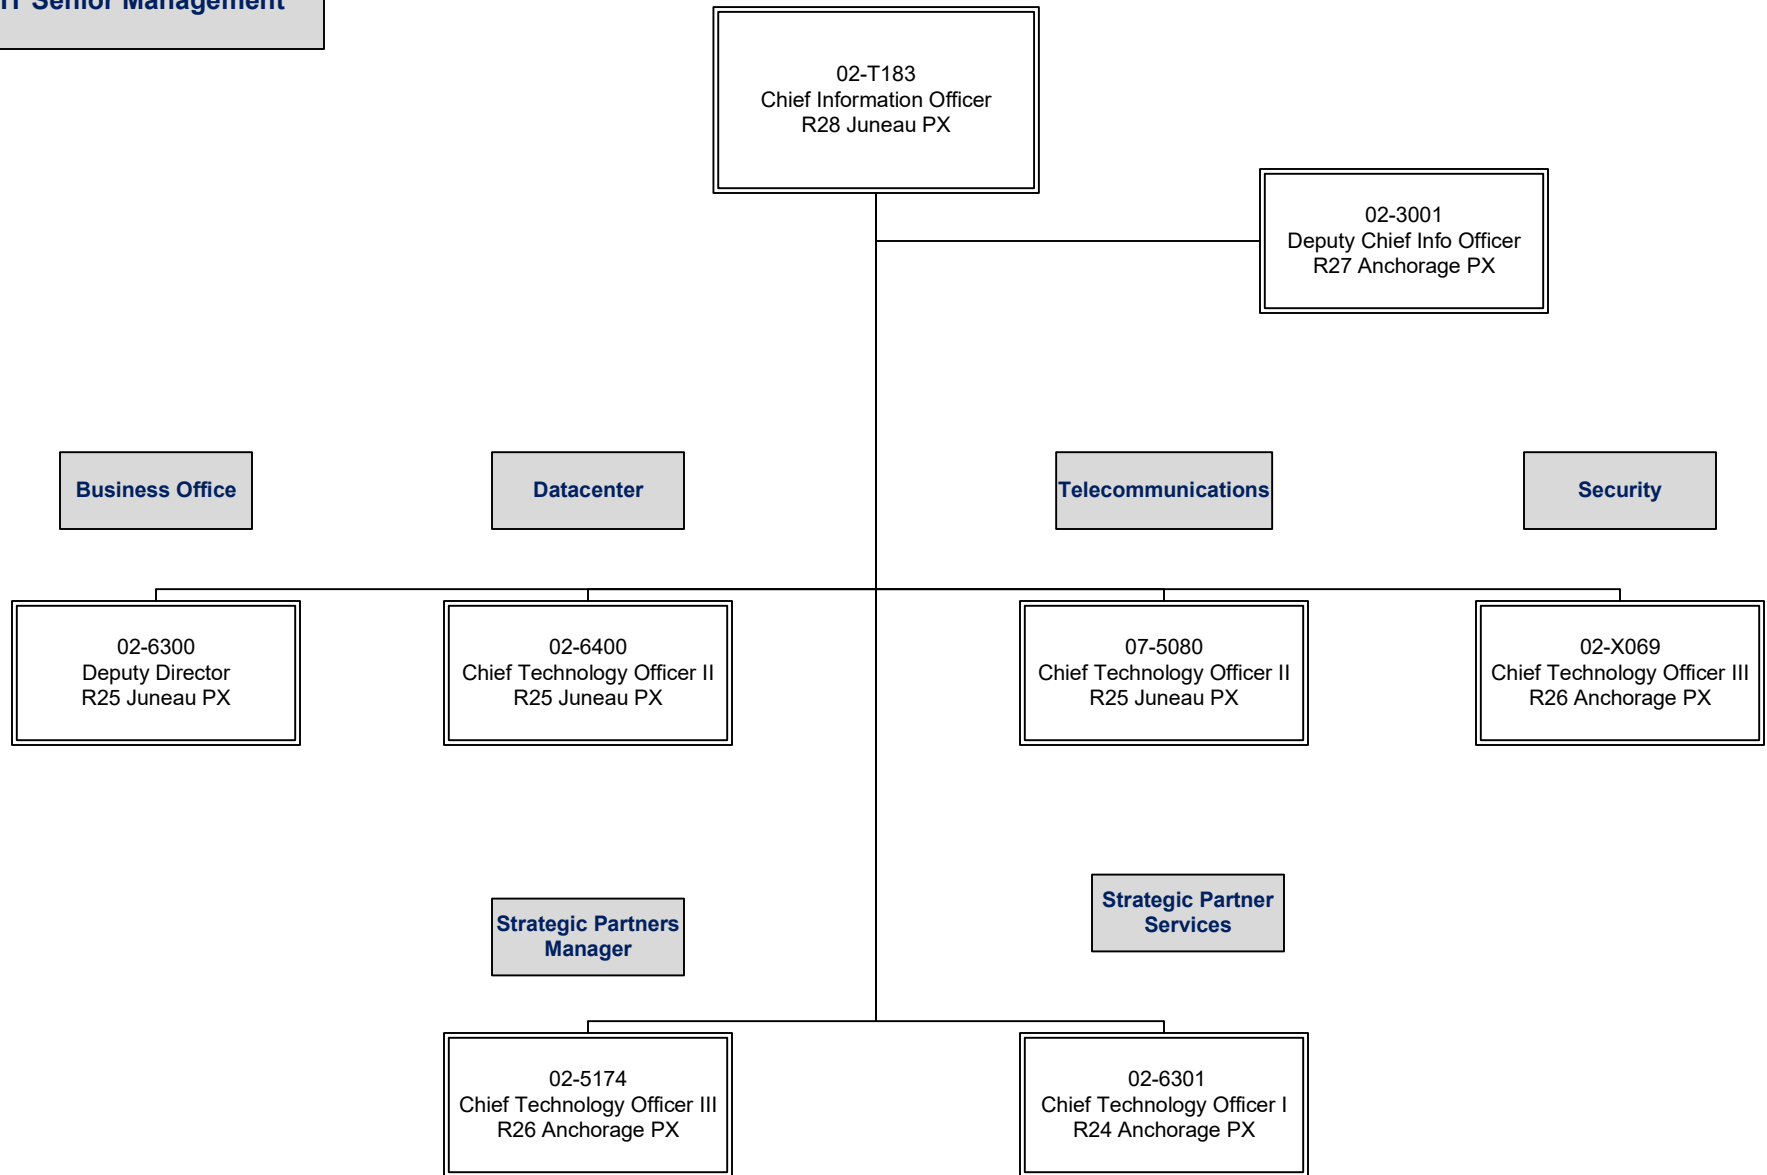 IT Senior Management
02-T183
Chief Information Officer
R28 Juneau PX
02-3001
Deputy Chief Info Officer
R27 Anchorage PX
Business Office
Datacenter
Telecommunications
Security
02-6300
Deputy Director
R25 Juneau PX
02-6400
Chief Technology Officer II
R25 Juneau PX
07-5080
Chief Technology Officer II
R25 Juneau PX
02-X069
Chief Technology Officer III
R26 Anchorage PX
Strategic Partners
Manager
Strategic Partner
Services
02-5174
Chief Technology Officer III
R26 Anchorage PX
02-6301
Chief Technology Officer I
R24 Anchorage PX